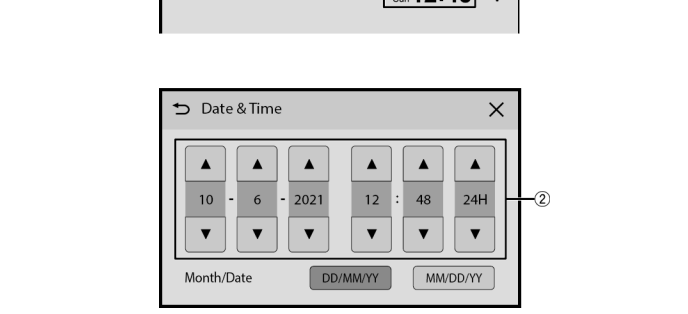 Date & Time
10 - 6 - 2021 12 : 48 24H
②
Month/Date DD/MM/YY MM/DD/YY